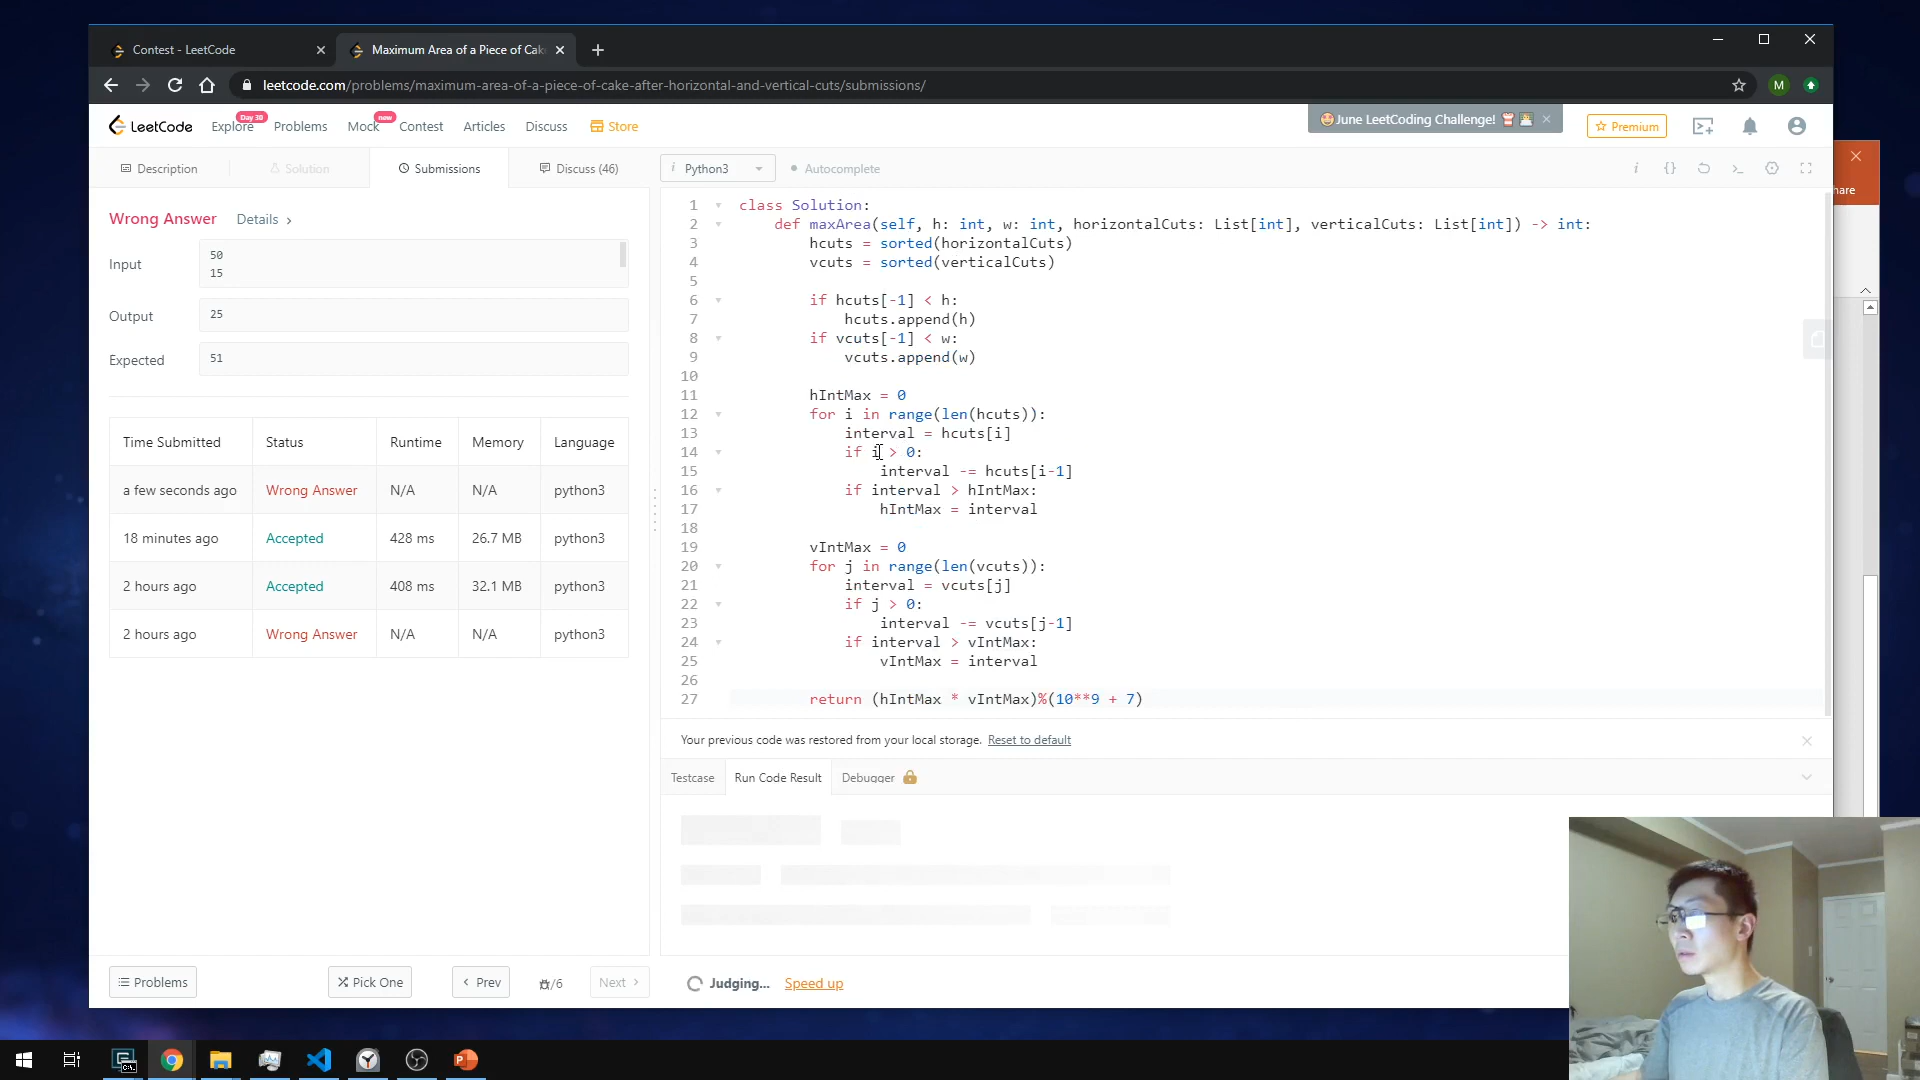 Contest - LeetCode
Maximum Area of a Piece of Cak
leetcode.com/problems/maximum-area-of-a-piece-of-cake-after-horizontal-and-vertical-cuts/submissions/
M
LeetCode
Explore
Day 30
Problems
Mock
new
Contest
Articles
Discuss
Store
June LeetCoding Challenge!
Premium
hare
Description
Solution
Submissions
Discuss (46)
i Python3
Autocomplete
Wrong Answer
Details
Input
50
15
Output
25
Expected
51
Time Submitted Status Runtime Memory Language
a few seconds ago Wrong Answer N/A N/A python3
18 minutes ago Accepted 428 ms 26.7 MB python3
2 hours ago Accepted 408 ms 32.1 MB python3
2 hours ago Wrong Answer N/A N/A python3
1 class Solution:
2 def maxArea(self, h: int, w: int, horizontalCuts: List[int], verticalCuts: List[int]) -> int:
3 hcuts = sorted(horizontalCuts)
4 vcuts = sorted(verticalCuts)
5
6 if hcuts[-1] < h:
7 hcuts.append(h)
8 if vcuts[-1] < w:
9 vcuts.append(w)
10
11 hIntMax = 0
12 for i in range(len(hcuts)):
13 interval = hcuts[i]
14 if i > 0:
15 interval -= hcuts[i-1]
16 if interval > hIntMax:
17 hIntMax = interval
18
19 vIntMax = 0
20 for j in range(len(vcuts)):
21 interval = vcuts[j]
22 if j > 0:
23 interval -= vcuts[j-1]
24 if interval > vIntMax:
25 vIntMax = interval
26
27 return (hIntMax * vIntMax)%(10**9 + 7)
Your previous code was restored from your local storage. Reset to default
Testcase
Run Code Result
Debugger
Problems
Pick One
Prev
/6
Next
Judging...
Speed up